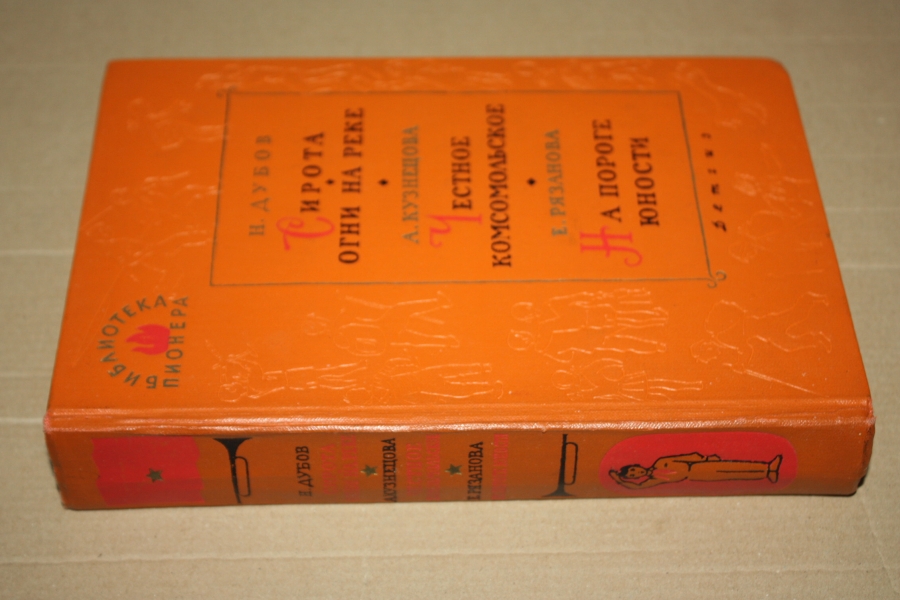 БИБЛИОТЕКА
ПИОНЕРА
Н. ДУБОВ
СИРОТА
ОГНИ НА РЕКЕ
А. КУЗНЕЦОВА
ЧЕСТНОЕ
КОМСОМОЛЬСКОЕ
Е. РЯЗАНОВА
НА ПОРОГЕ
ЮНОСТИ
Детгиз
Н. ДУБОВ
А. КУЗНЕЦОВА
Е. РЯЗАНОВА